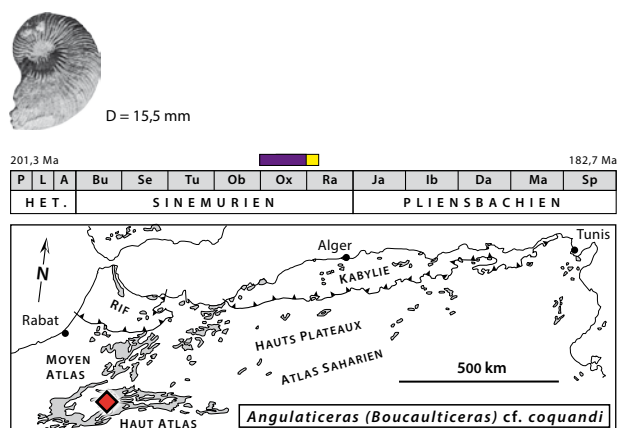 D = 15,5 mm
201,3 Ma 182,7 Ma
P L A Bu Se Tu Ob Ox Ra Ja Ib Da Ma Sp
HET. SINEMURIEN PLIENSBACHIEN
Tunis
Alger
N
KABYLIE
RIF
Rabat
HAUTS PLATEAUX
MOYEN
ATLAS
ATLAS SAHARIEN
500 km
HAUT ATLAS
Angulaticeras (Boucaulticeras) cf. coquandi